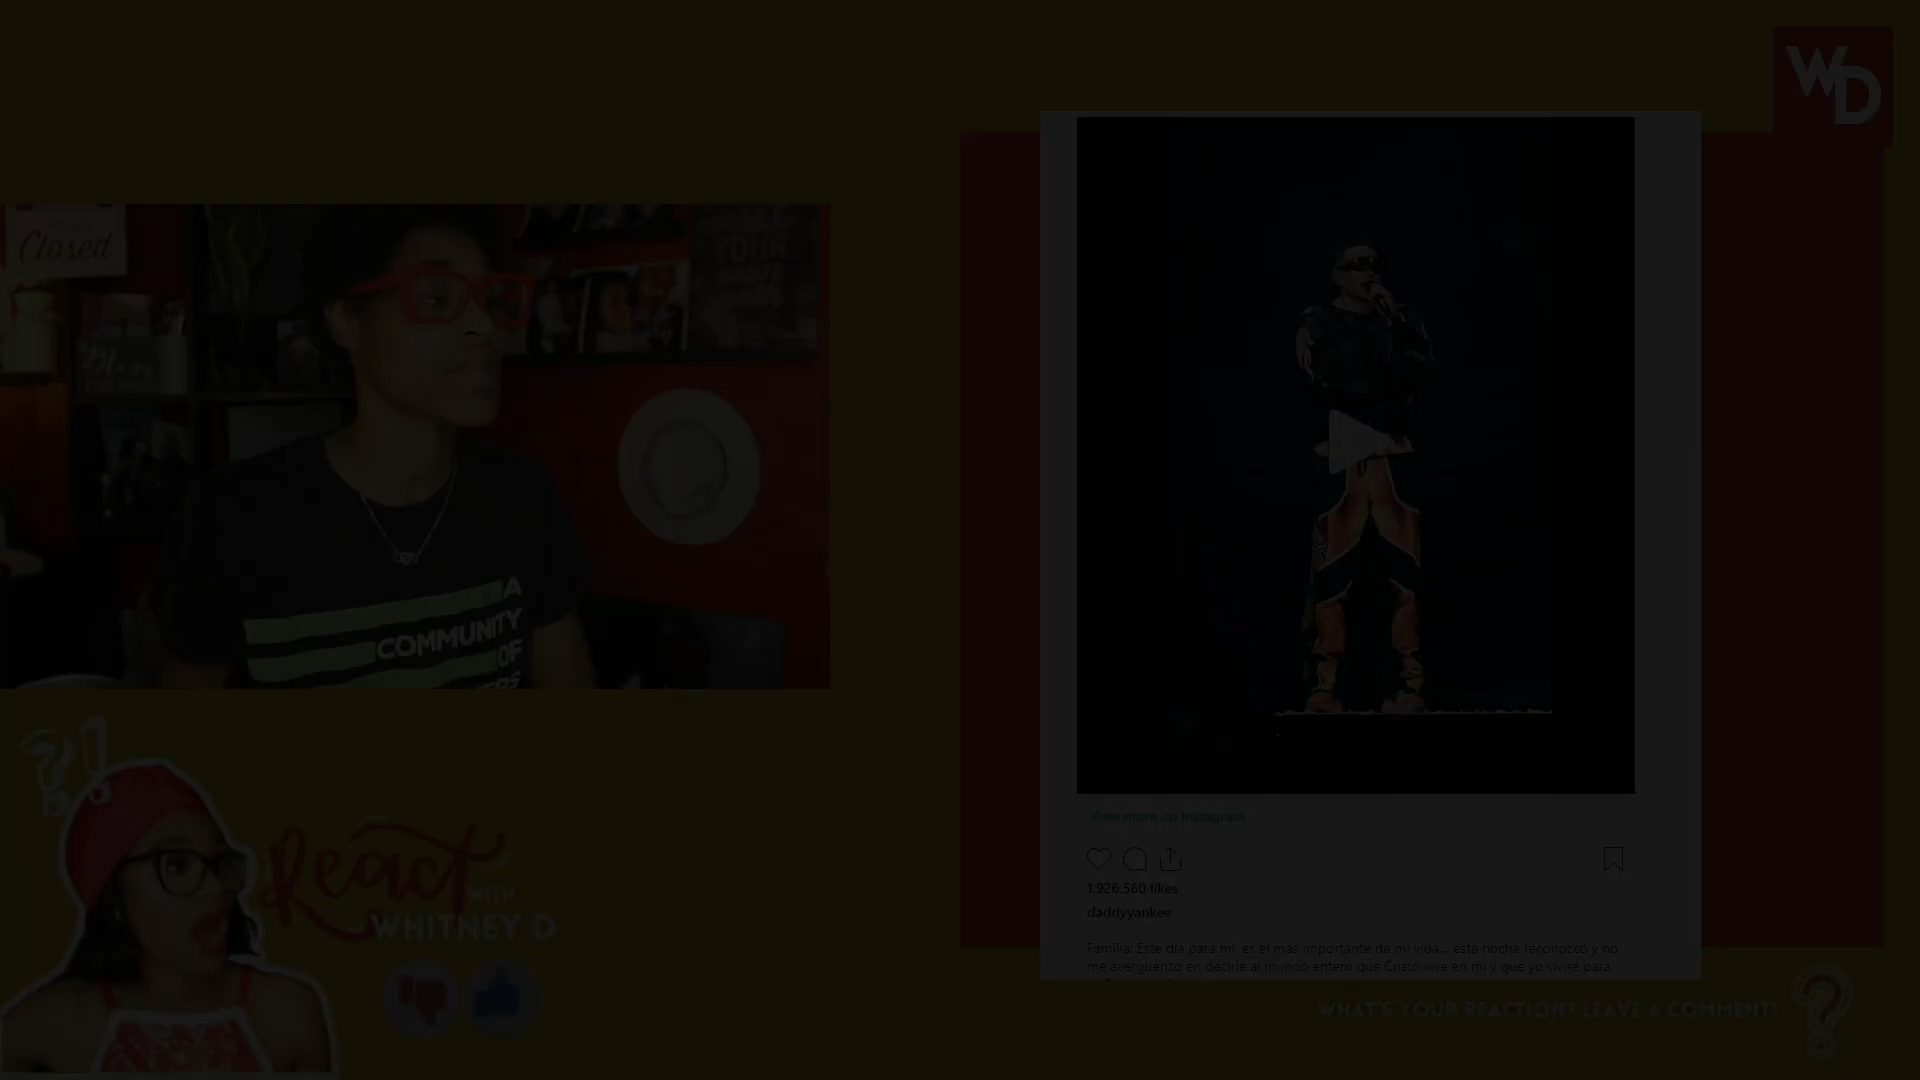 WD
Closed
A
COMMUNITY
OF
?!
React
WITH
WHITNEY D
View more on Instagram
1.926.560 likes
daddyyankee
Familia: Este día para mí, es el más importante de mi vida... esta noche reconozco y no
me avergüenzo en decirle al mundo entero que Cristo vive en mí y que yo viviré para
WHAT'S YOUR REACTION? LEAVE A COMMENT!
?